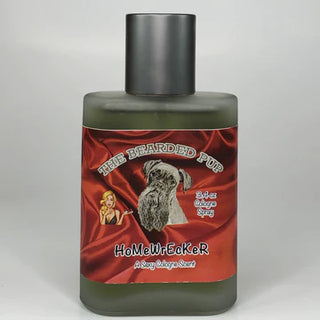 THE BEARDED PUP
3.4 oz
Cologne
Spray
HoMeWrEcKeR
A Sexy Cologne Scent